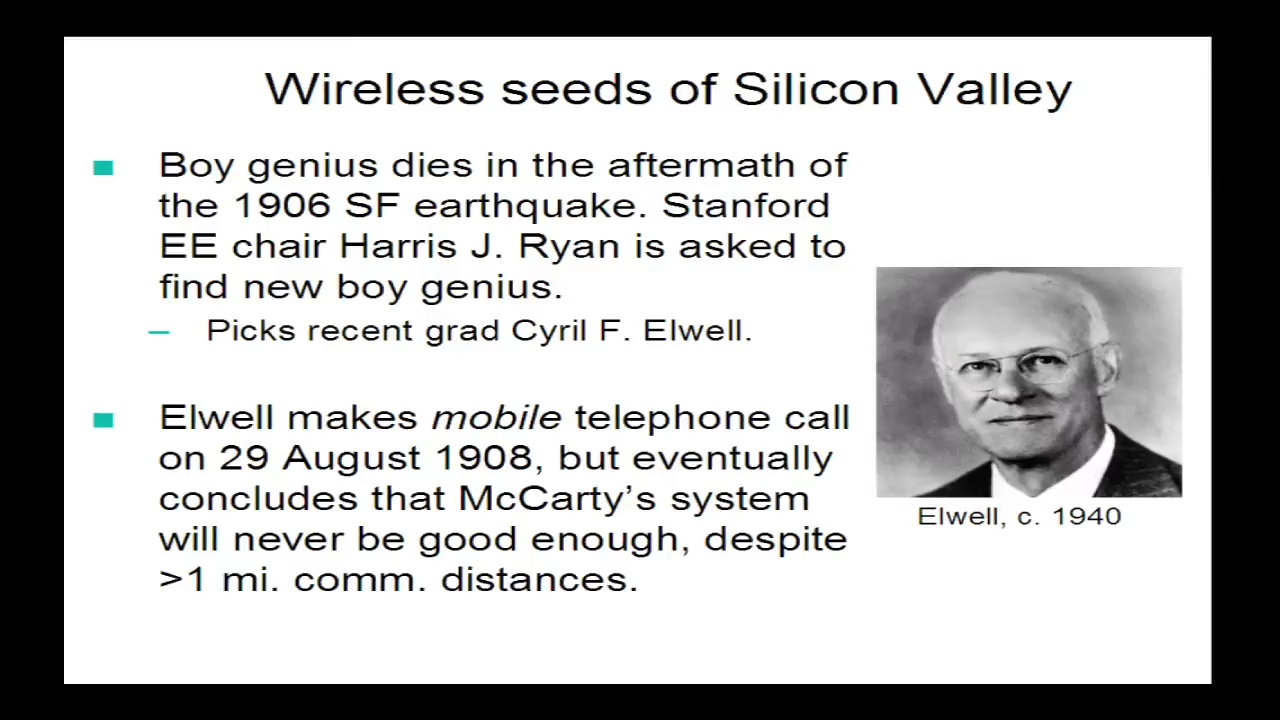 Wireless seeds of Silicon Valley
Boy genius dies in the aftermath of
the 1906 SF earthquake. Stanford
EE chair Harris J. Ryan is asked to
find new boy genius.
– Picks recent grad Cyril F. Elwell.
Elwell makes mobile telephone call
on 29 August 1908, but eventually
concludes that McCarty’s system
will never be good enough, despite
>1 mi. comm. distances.
Elwell, c. 1940